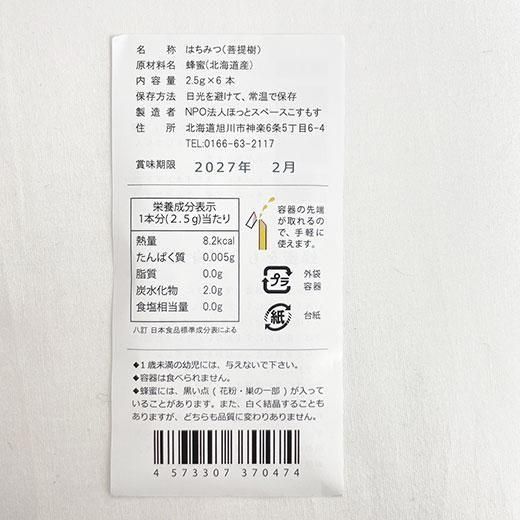 名　称　はちみつ(菩提樹)
原材料名　蜂蜜(北海道産)
内 容 量　2.5g×6 本
保存方法　日光を避けて、常温で保存
製 造 者　NPO法人ほっとスペースこすもす
住　所　北海道旭川市神楽6条5丁目6-4
TEL:0166-63-2117
賞味期限　2027年　2月
栄養成分表示
1本分(2.5g)当たり
熱量　8.2kcal
たんぱく質　0.005g
脂質　0.0g
炭水化物　2.0g
食塩相当量　0.0g
八訂 日本食品標準成分表による
容器の先端
が取れるの
で、手軽に
使えます。
プラ
外袋
容器
紙
台紙
◆1歳未満の幼児には、与えないで下さい。
◆容器は食べられません。
◆蜂蜜には、黒い点(花粉・巣の一部)が入って
いることがあります。また、白く結晶することも
ありますが、どちらも品質に変わりありません。
4 573307 370474